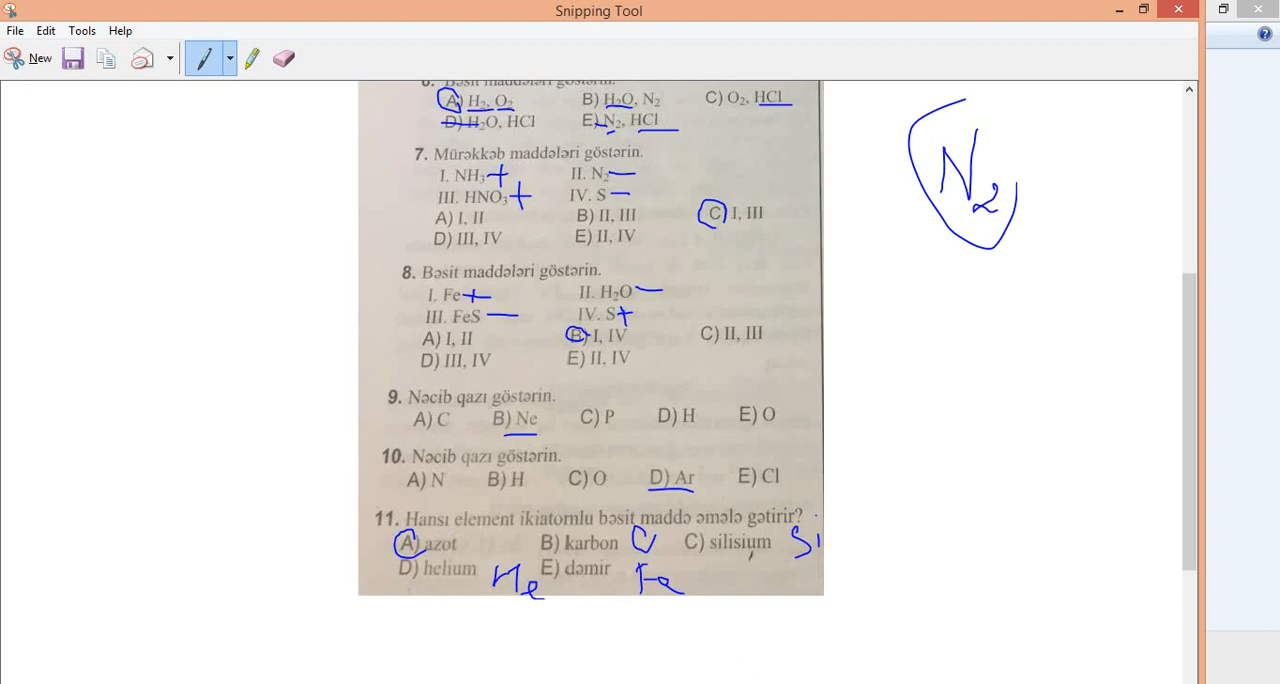 Snipping Tool
File Edit Tools Help
New
6. Bəsit maddələri göstərin.
A) H₂, O₂ B) H₂O, N₂ C) O₂, HCl
D) H₂O, HCl E) N₂, HCl
7. Mürəkkəb maddələri göstərin.
I. NH₃ + II. N₂ —
III. HNO₃ + IV. S —
A) I, II B) II, III C) I, III
D) III, IV E) II, IV
8. Bəsit maddələri göstərin.
I. Fe + II. H₂O —
III. FeS — IV. S +
A) I, II B) I, IV C) II, III
D) III, IV E) II, IV
9. Nəcib qazı göstərin.
A) C B) Ne C) P D) H E) O
10. Nəcib qazı göstərin.
A) N B) H C) O D) Ar E) Cl
11. Hansı element ikiatomlu bəsit maddə əmələ gətirir?
A) azot B) karbon C C) silisium Si
D) helium He E) dəmir Fe
N₂